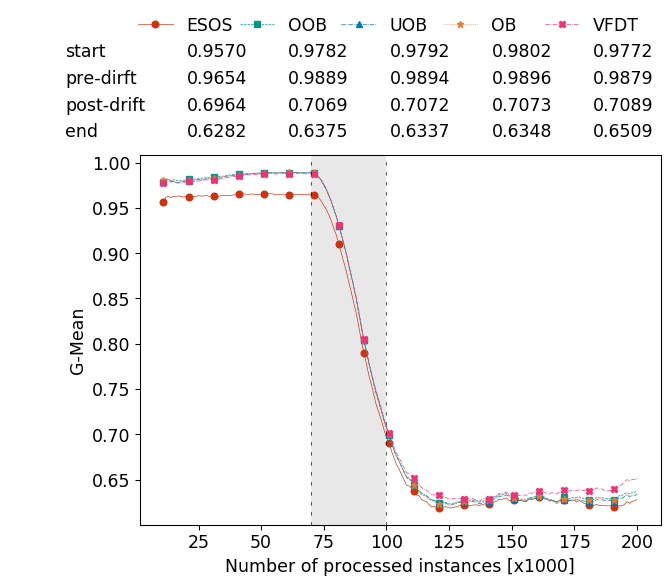 ESOS OOB UOB OB VFDT
start 0.9570 0.9782 0.9792 0.9802 0.9772
pre-dirft 0.9654 0.9889 0.9894 0.9896 0.9879
post-drift 0.6964 0.7069 0.7072 0.7073 0.7089
end 0.6282 0.6375 0.6337 0.6348 0.6509
1.00
0.95
0.90
0.85
0.80
0.75
0.70
0.65
G-Mean
25 50 75 100 125 150 175 200
Number of processed instances [x1000]